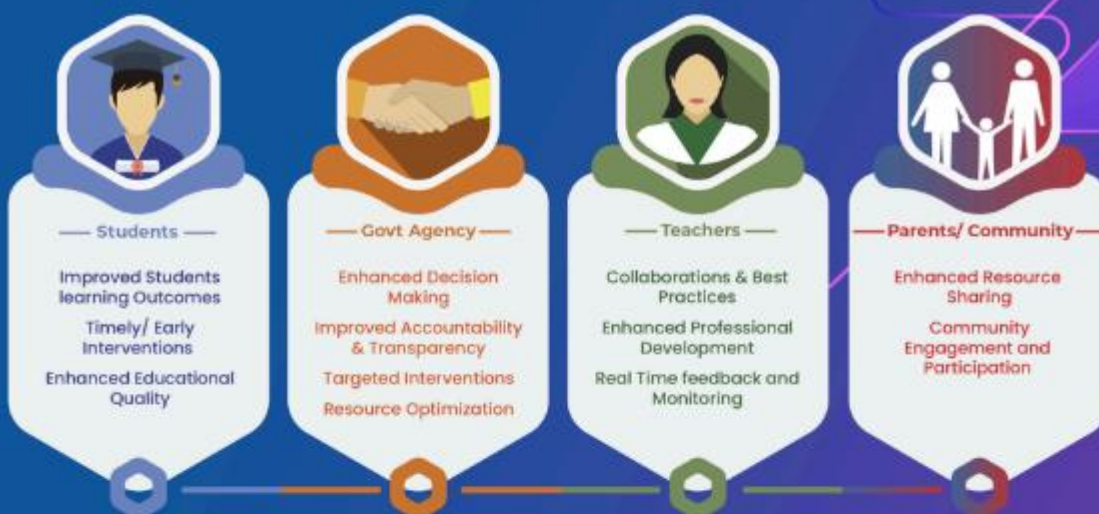 Students
Improved Students
learning Outcomes
Timely/ Early
Interventions
Enhanced Educational
Quality
Govt Agency
Enhanced Decision
Making
Improved Accountability
& Transparency
Targeted Interventions
Resource Optimization
Teachers
Collaborations & Best
Practices
Enhanced Professional
Development
Real Time feedback and
Monitoring
Parents/ Community
Enhanced Resource
Sharing
Community
Engagement and
Participation